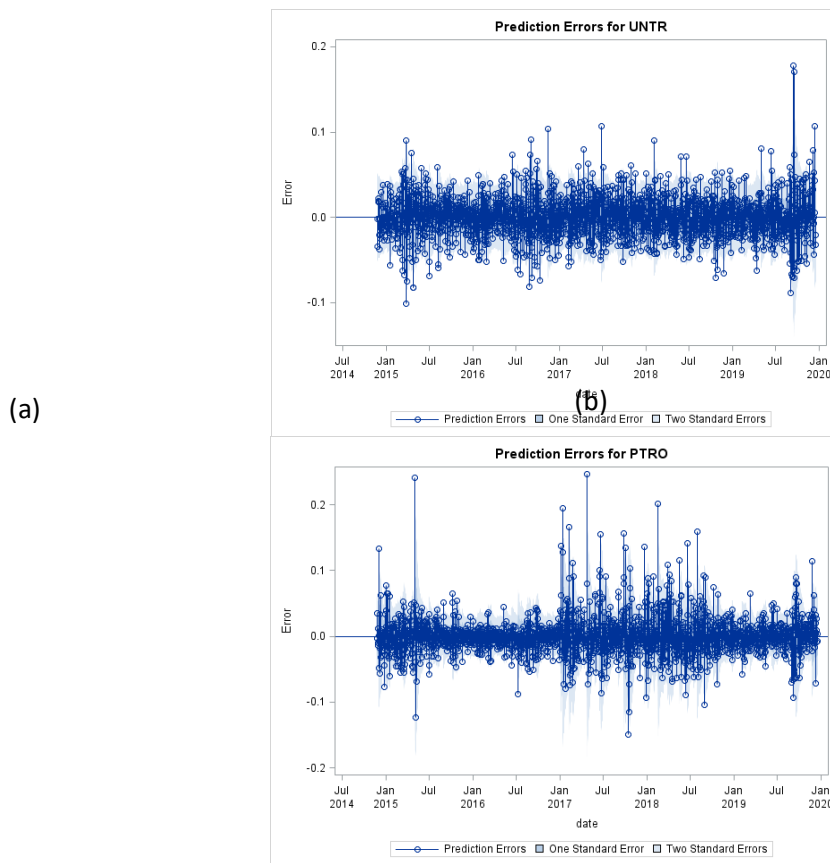 Prediction Errors for UNTR
0.2
0.1
0.0
-0.1
Error
Jul Jan Jul Jan Jul Jan Jul Jan Jul Jan Jul Jan
2014 2015 2016 2017 2018 2019 2020
date
(a)
(b)
Prediction Errors One Standard Error Two Standard Errors
Prediction Errors for PTRO
0.2
0.1
0.0
-0.1
-0.2
Error
Jul Jan Jul Jan Jul Jan Jul Jan Jul Jan Jul Jan
2014 2015 2016 2017 2018 2019 2020
date
Prediction Errors One Standard Error Two Standard Errors